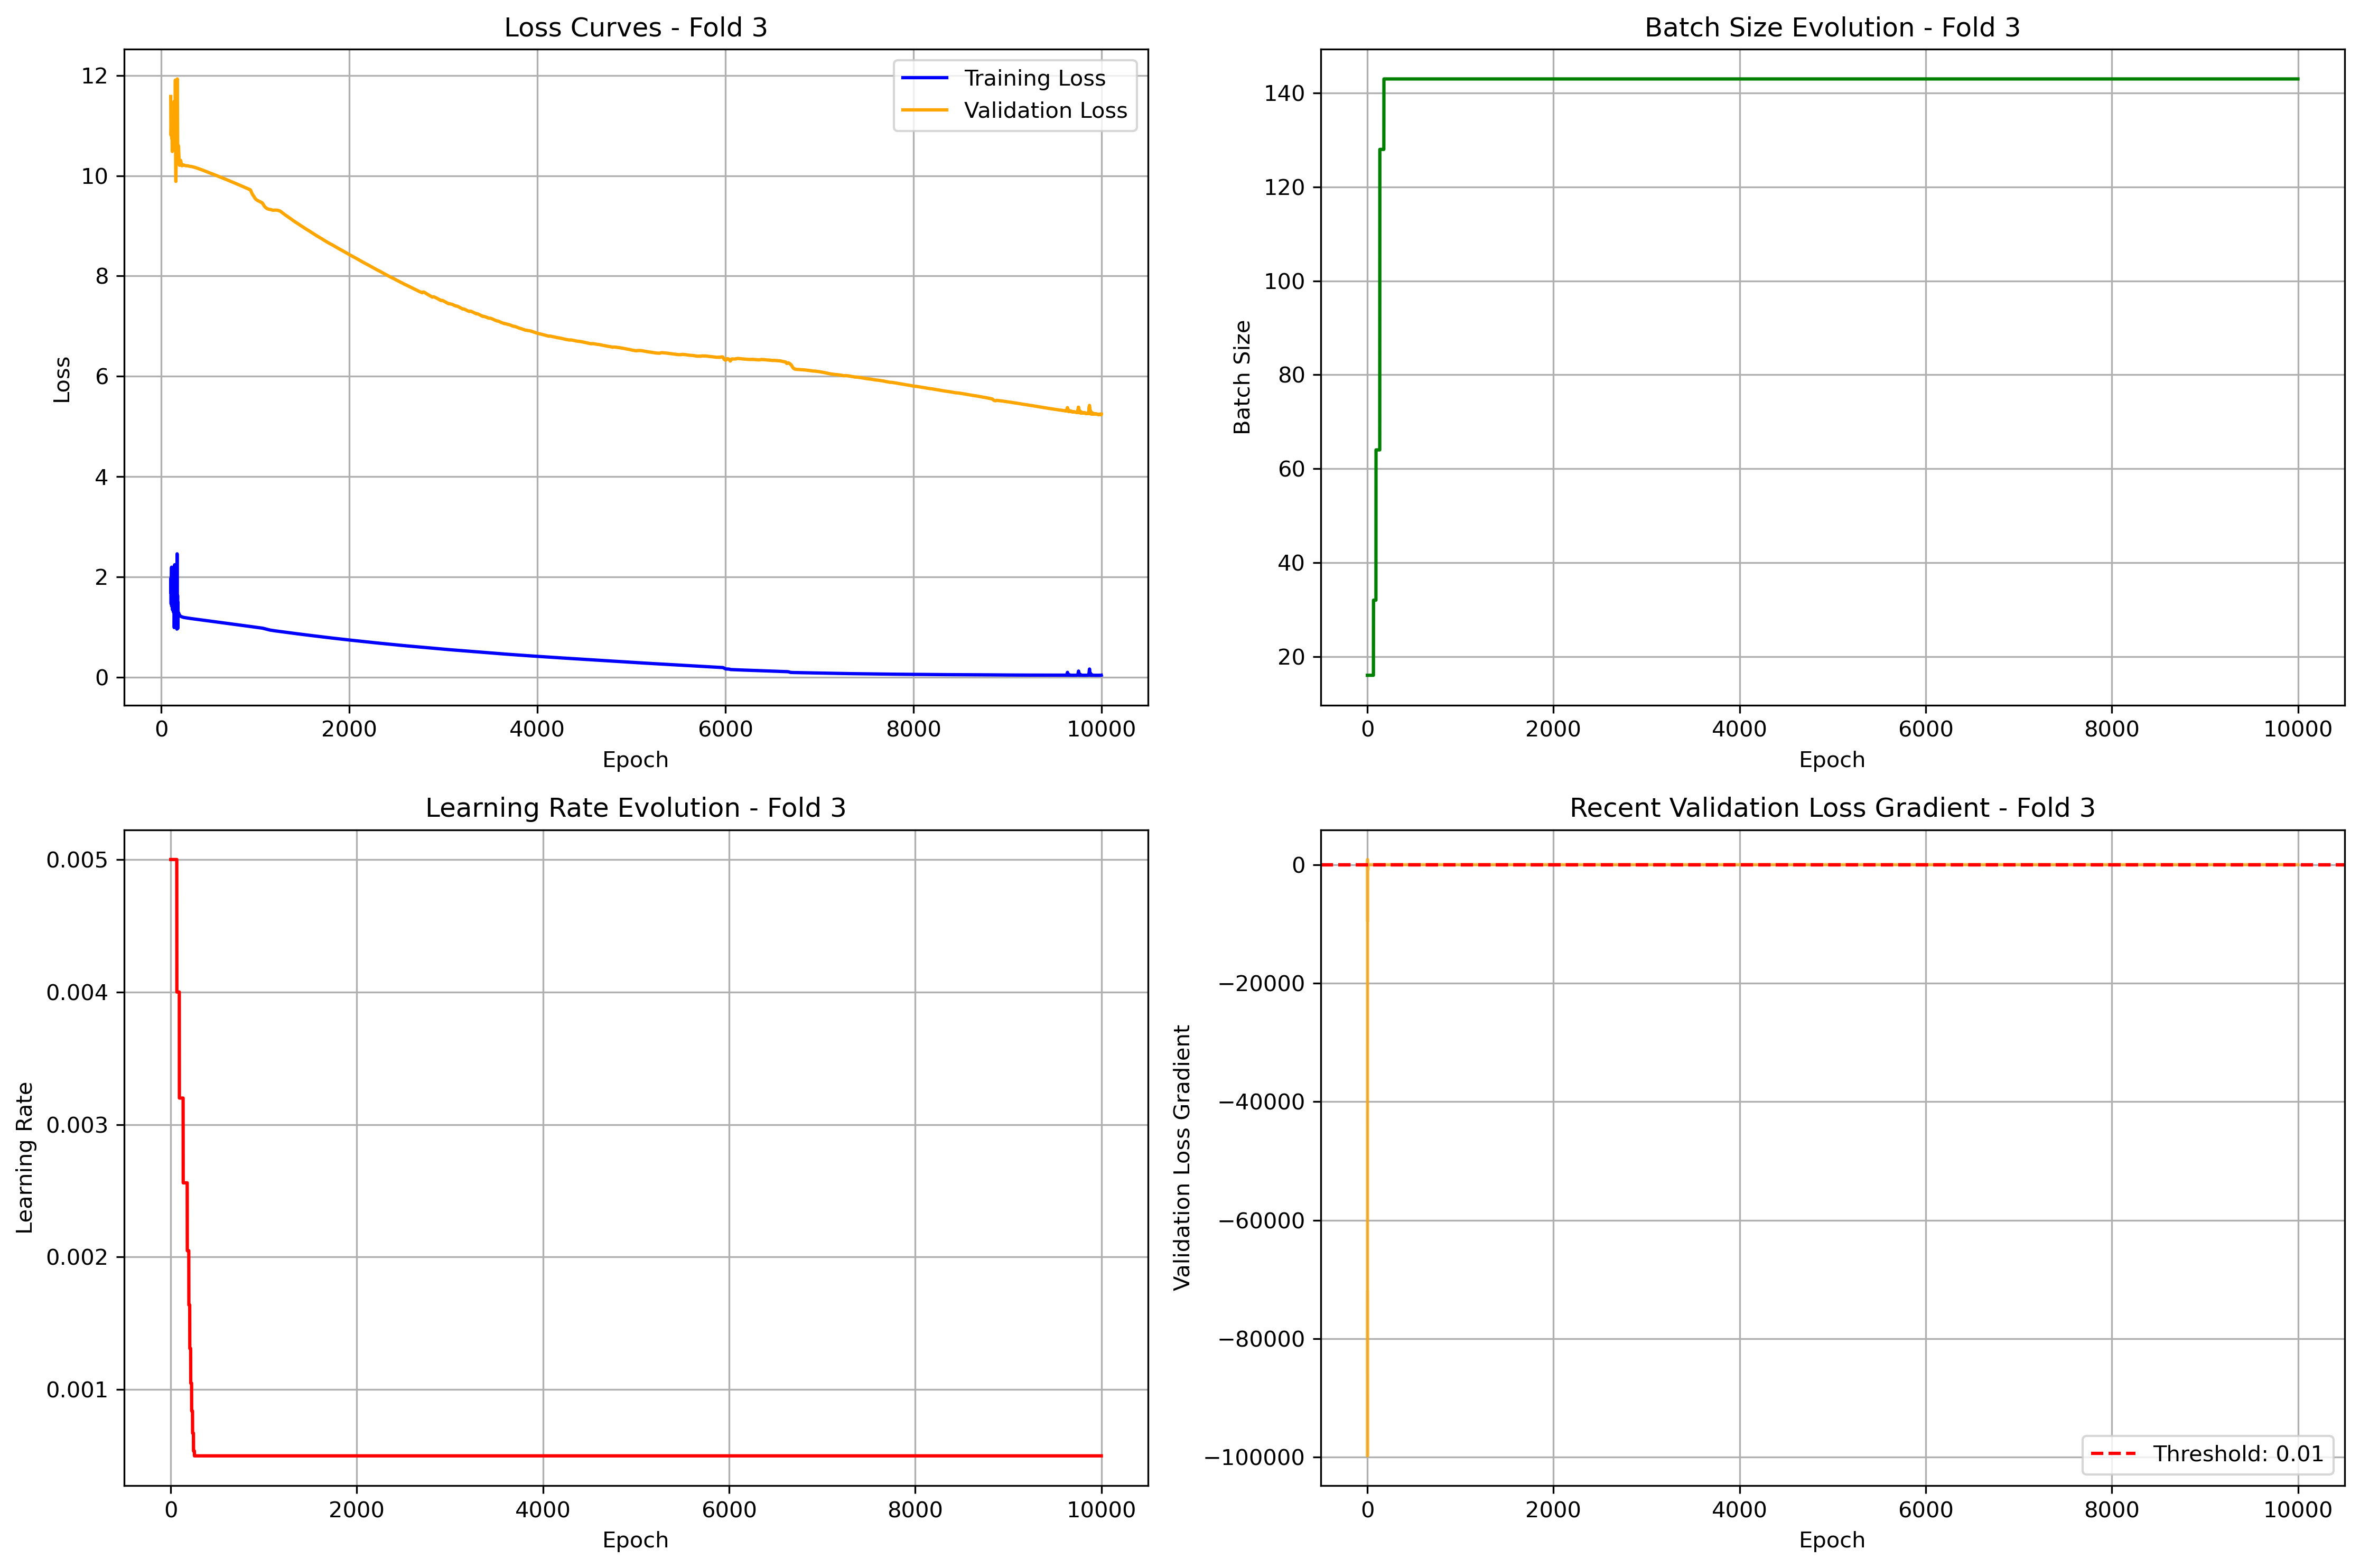 Loss Curves - Fold 3
Training Loss
Validation Loss
12
10
8
6
4
2
0
Loss
0 2000 4000 6000 8000 10000
Epoch
Batch Size Evolution - Fold 3
140
120
100
80
60
40
20
Batch Size
0 2000 4000 6000 8000 10000
Epoch
Learning Rate Evolution - Fold 3
0.005
0.004
0.003
0.002
0.001
Learning Rate
0 2000 4000 6000 8000 10000
Epoch
Recent Validation Loss Gradient - Fold 3
0
−20000
−40000
−60000
−80000
−100000
Validation Loss Gradient
Threshold: 0.01
0 2000 4000 6000 8000 10000
Epoch